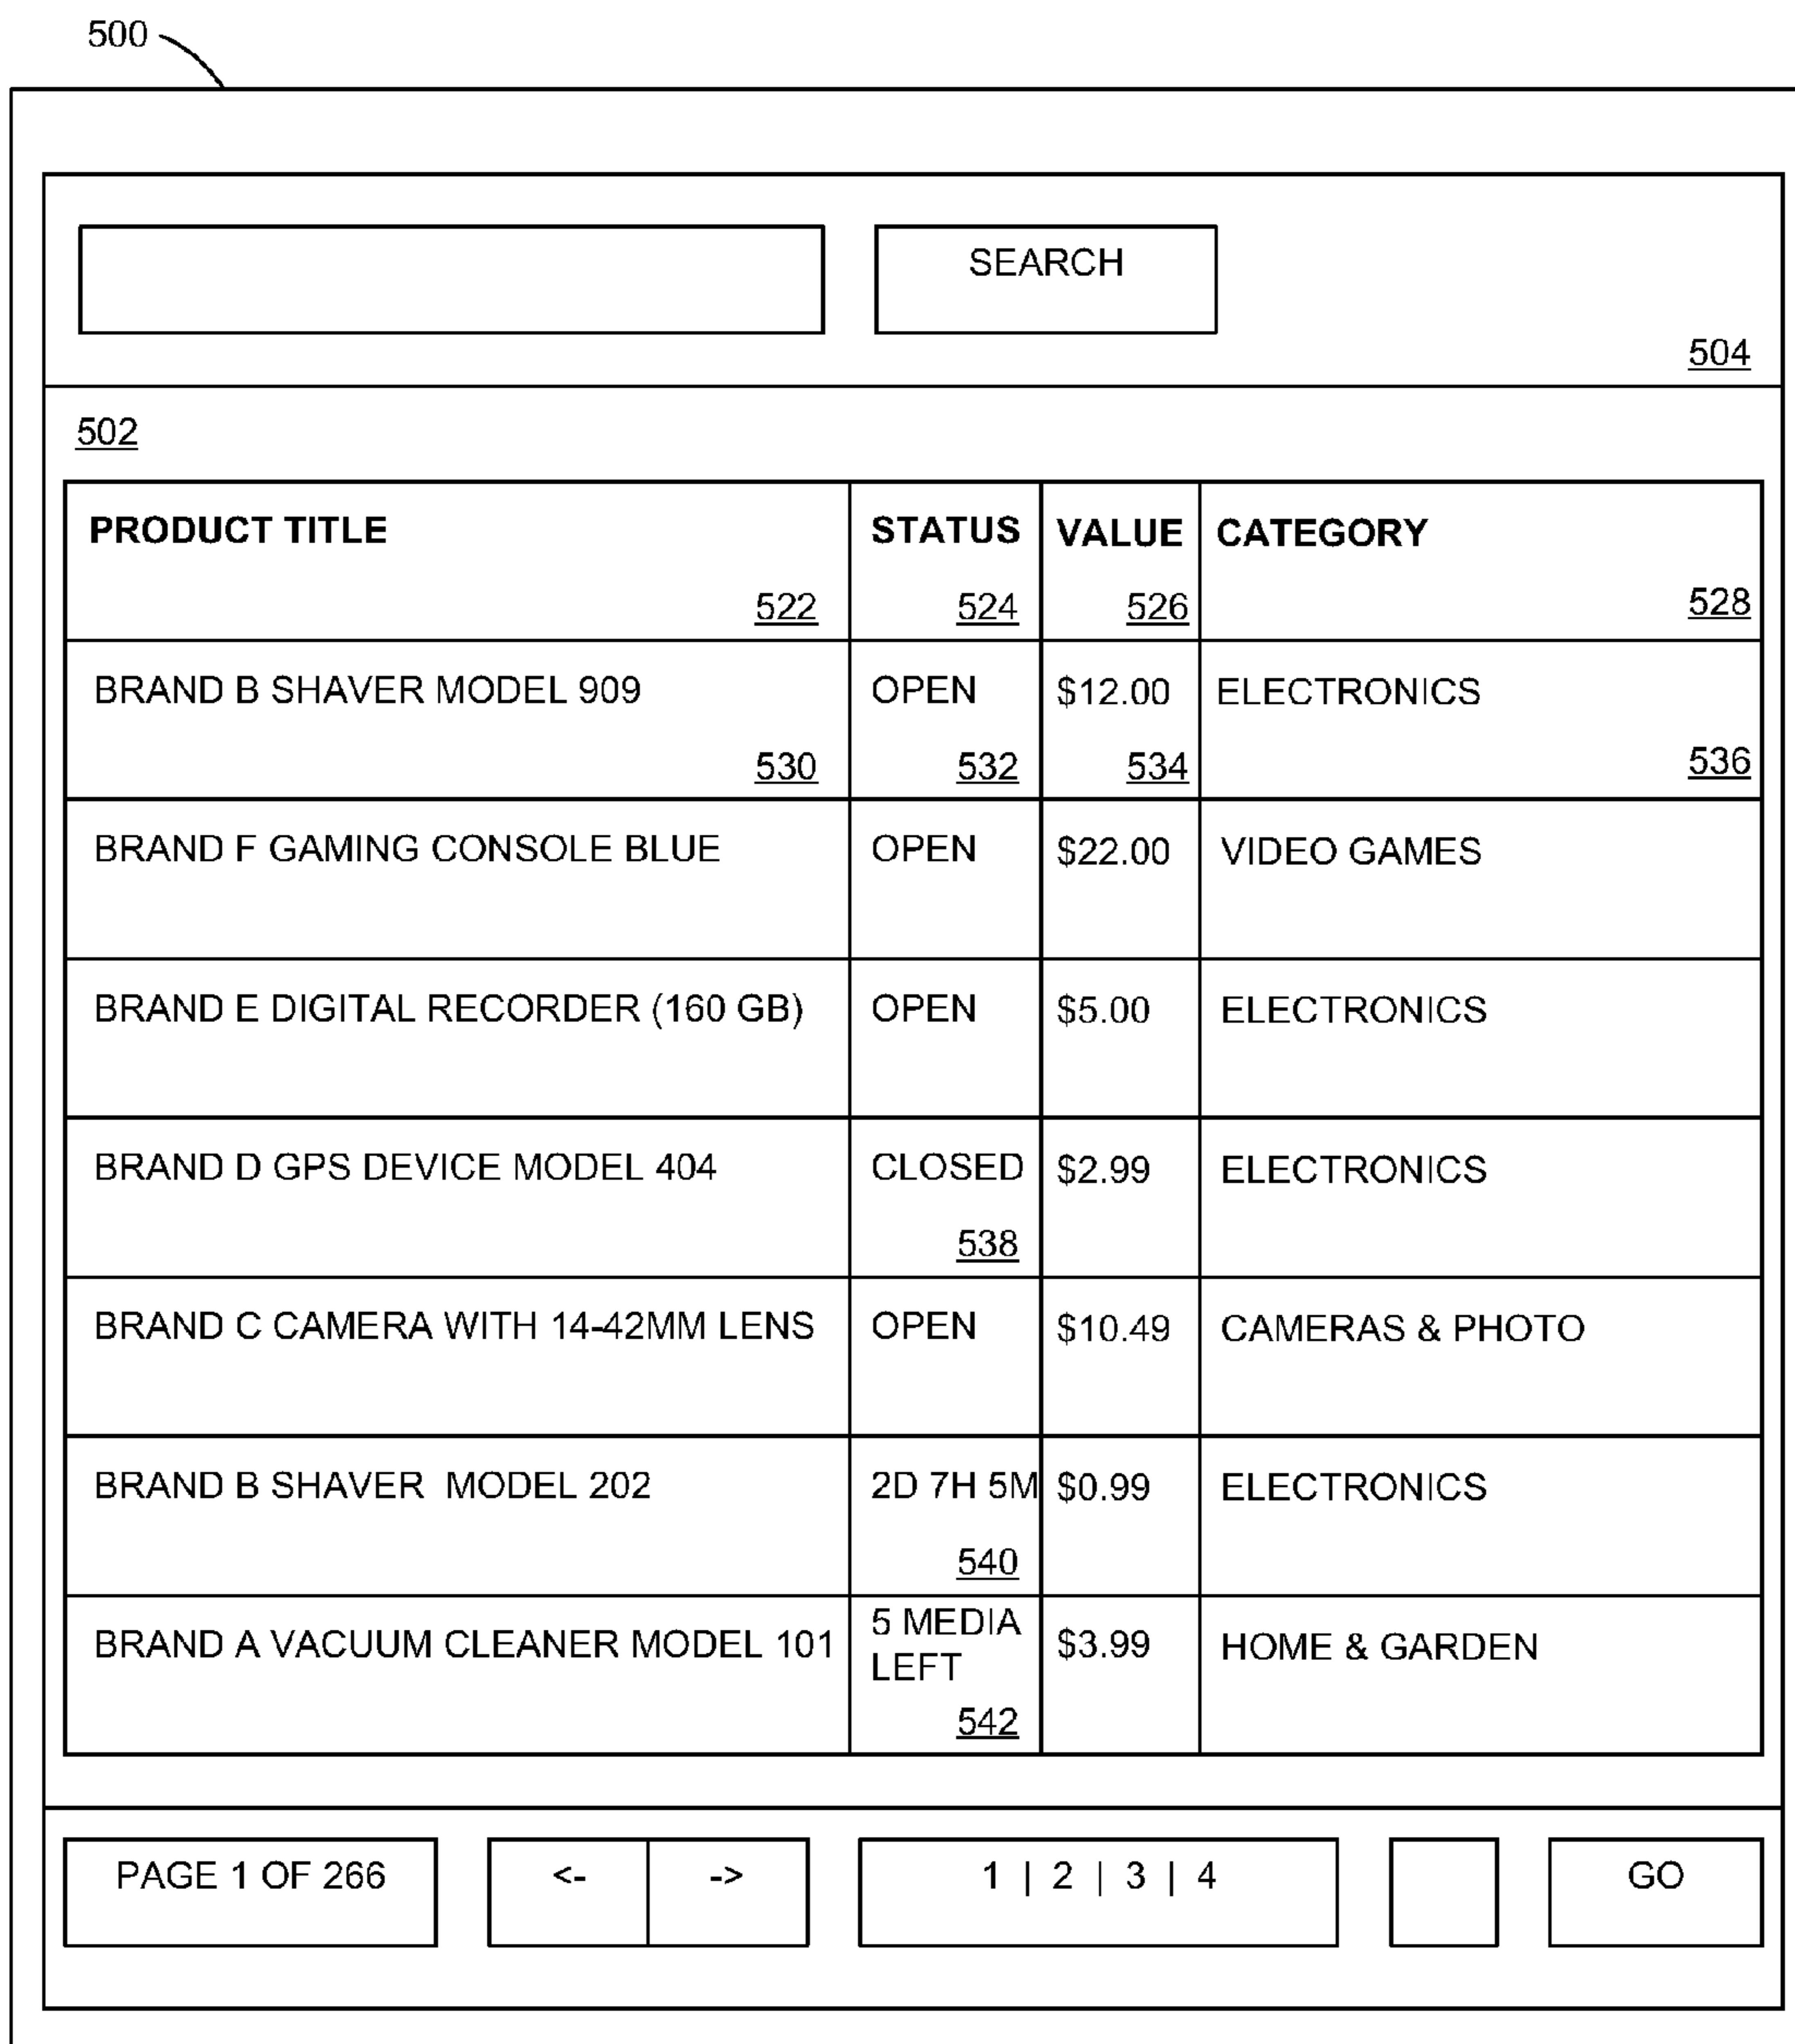 500
SEARCH
504
502
PRODUCT TITLE STATUS VALUE CATEGORY
522 524 526 528
BRAND B SHAVER MODEL 909 OPEN $12.00 ELECTRONICS
530 532 534 536
BRAND F GAMING CONSOLE BLUE OPEN $22.00 VIDEO GAMES
BRAND E DIGITAL RECORDER (160 GB) OPEN $5.00 ELECTRONICS
BRAND D GPS DEVICE MODEL 404 CLOSED $2.99 ELECTRONICS
538
BRAND C CAMERA WITH 14-42MM LENS OPEN $10.49 CAMERAS & PHOTO
BRAND B SHAVER MODEL 202 2D 7H 5M $0.99 ELECTRONICS
540
BRAND A VACUUM CLEANER MODEL 101 5 MEDIA LEFT $3.99 HOME & GARDEN
542
PAGE 1 OF 266 <- -> 1 | 2 | 3 | 4 GO